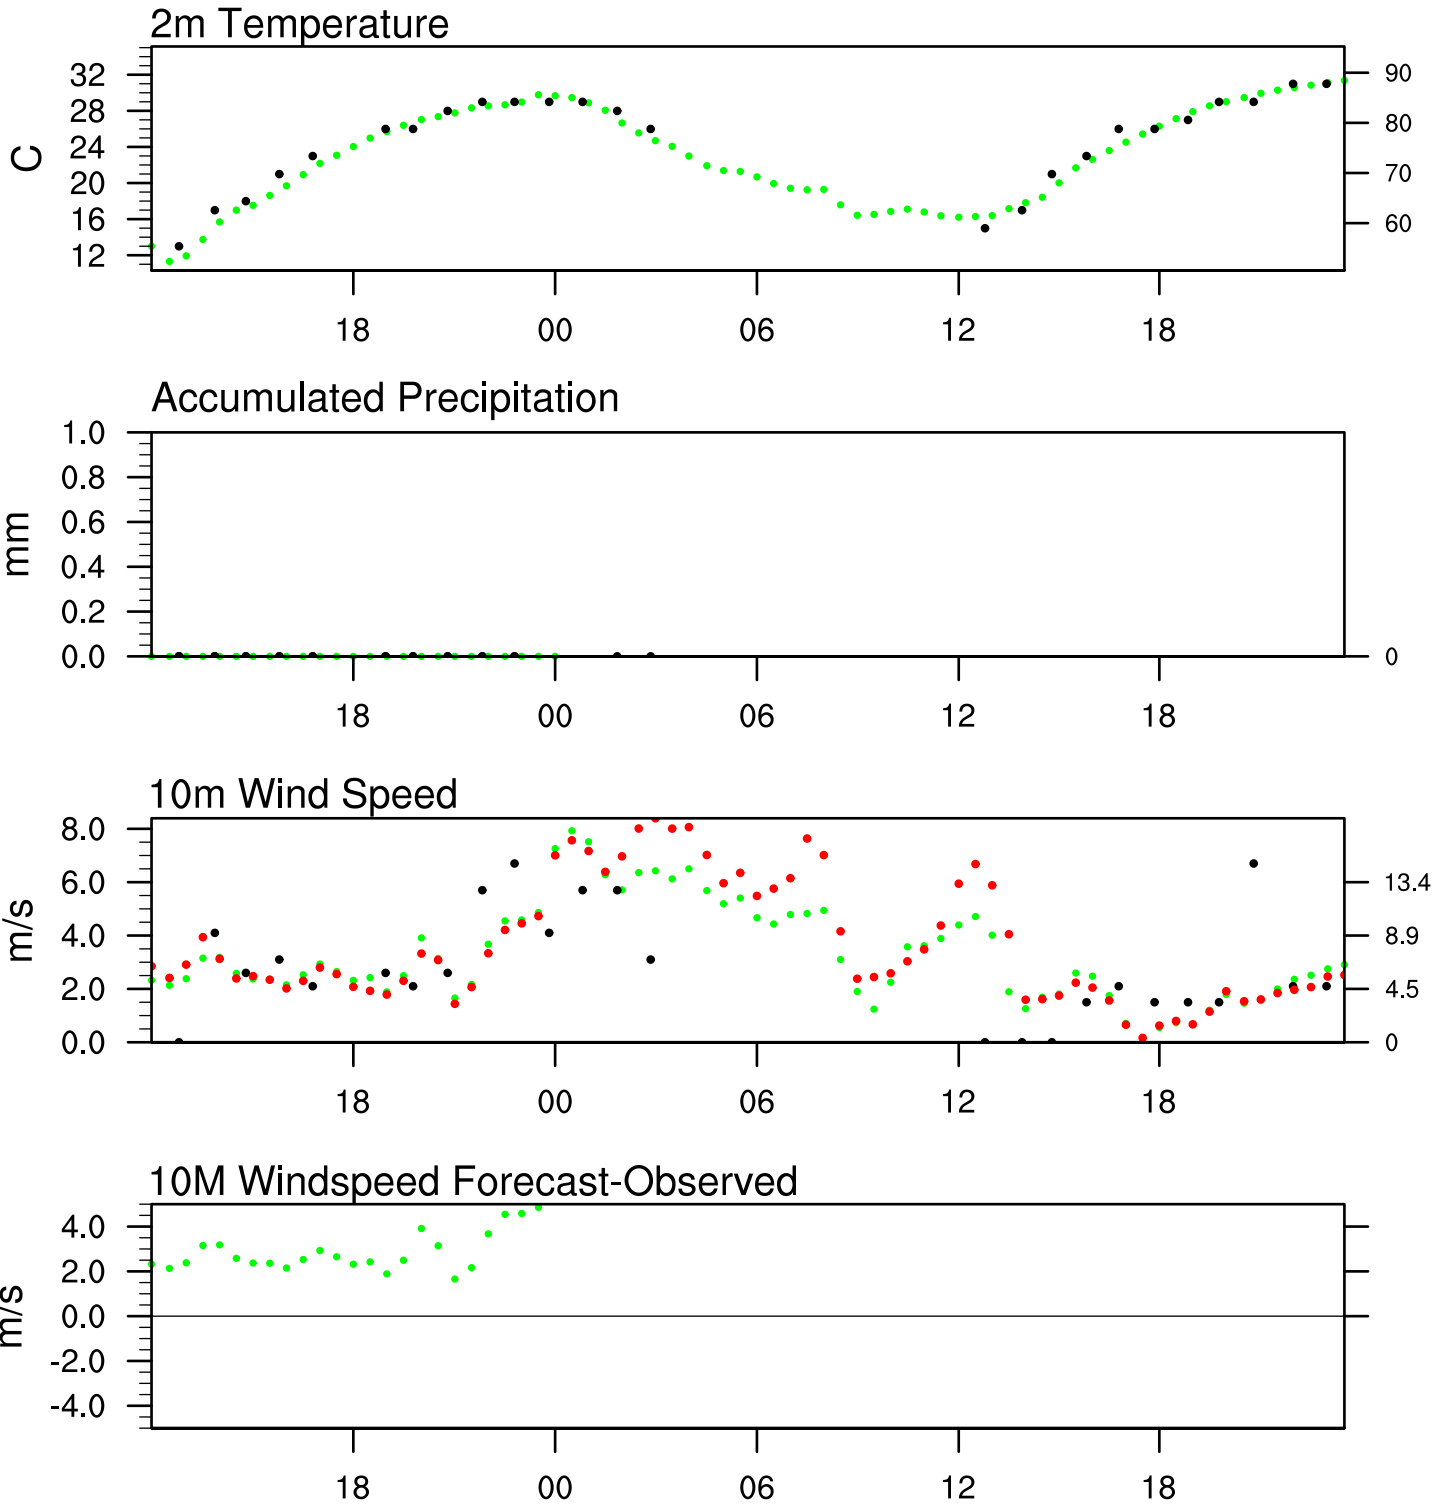 2m Temperature
32
28
24
20
16
12
C
90
80
70
60
18 00 06 12 18
Accumulated Precipitation
1.0
0.8
0.6
0.4
0.2
0.0
mm
0
18 00 06 12 18
10m Wind Speed
8.0
6.0
4.0
2.0
0.0
m/s
13.4
8.9
4.5
0
18 00 06 12 18
10M Windspeed Forecast-Observed
4.0
2.0
0.0
-2.0
-4.0
m/s
18 00 06 12 18